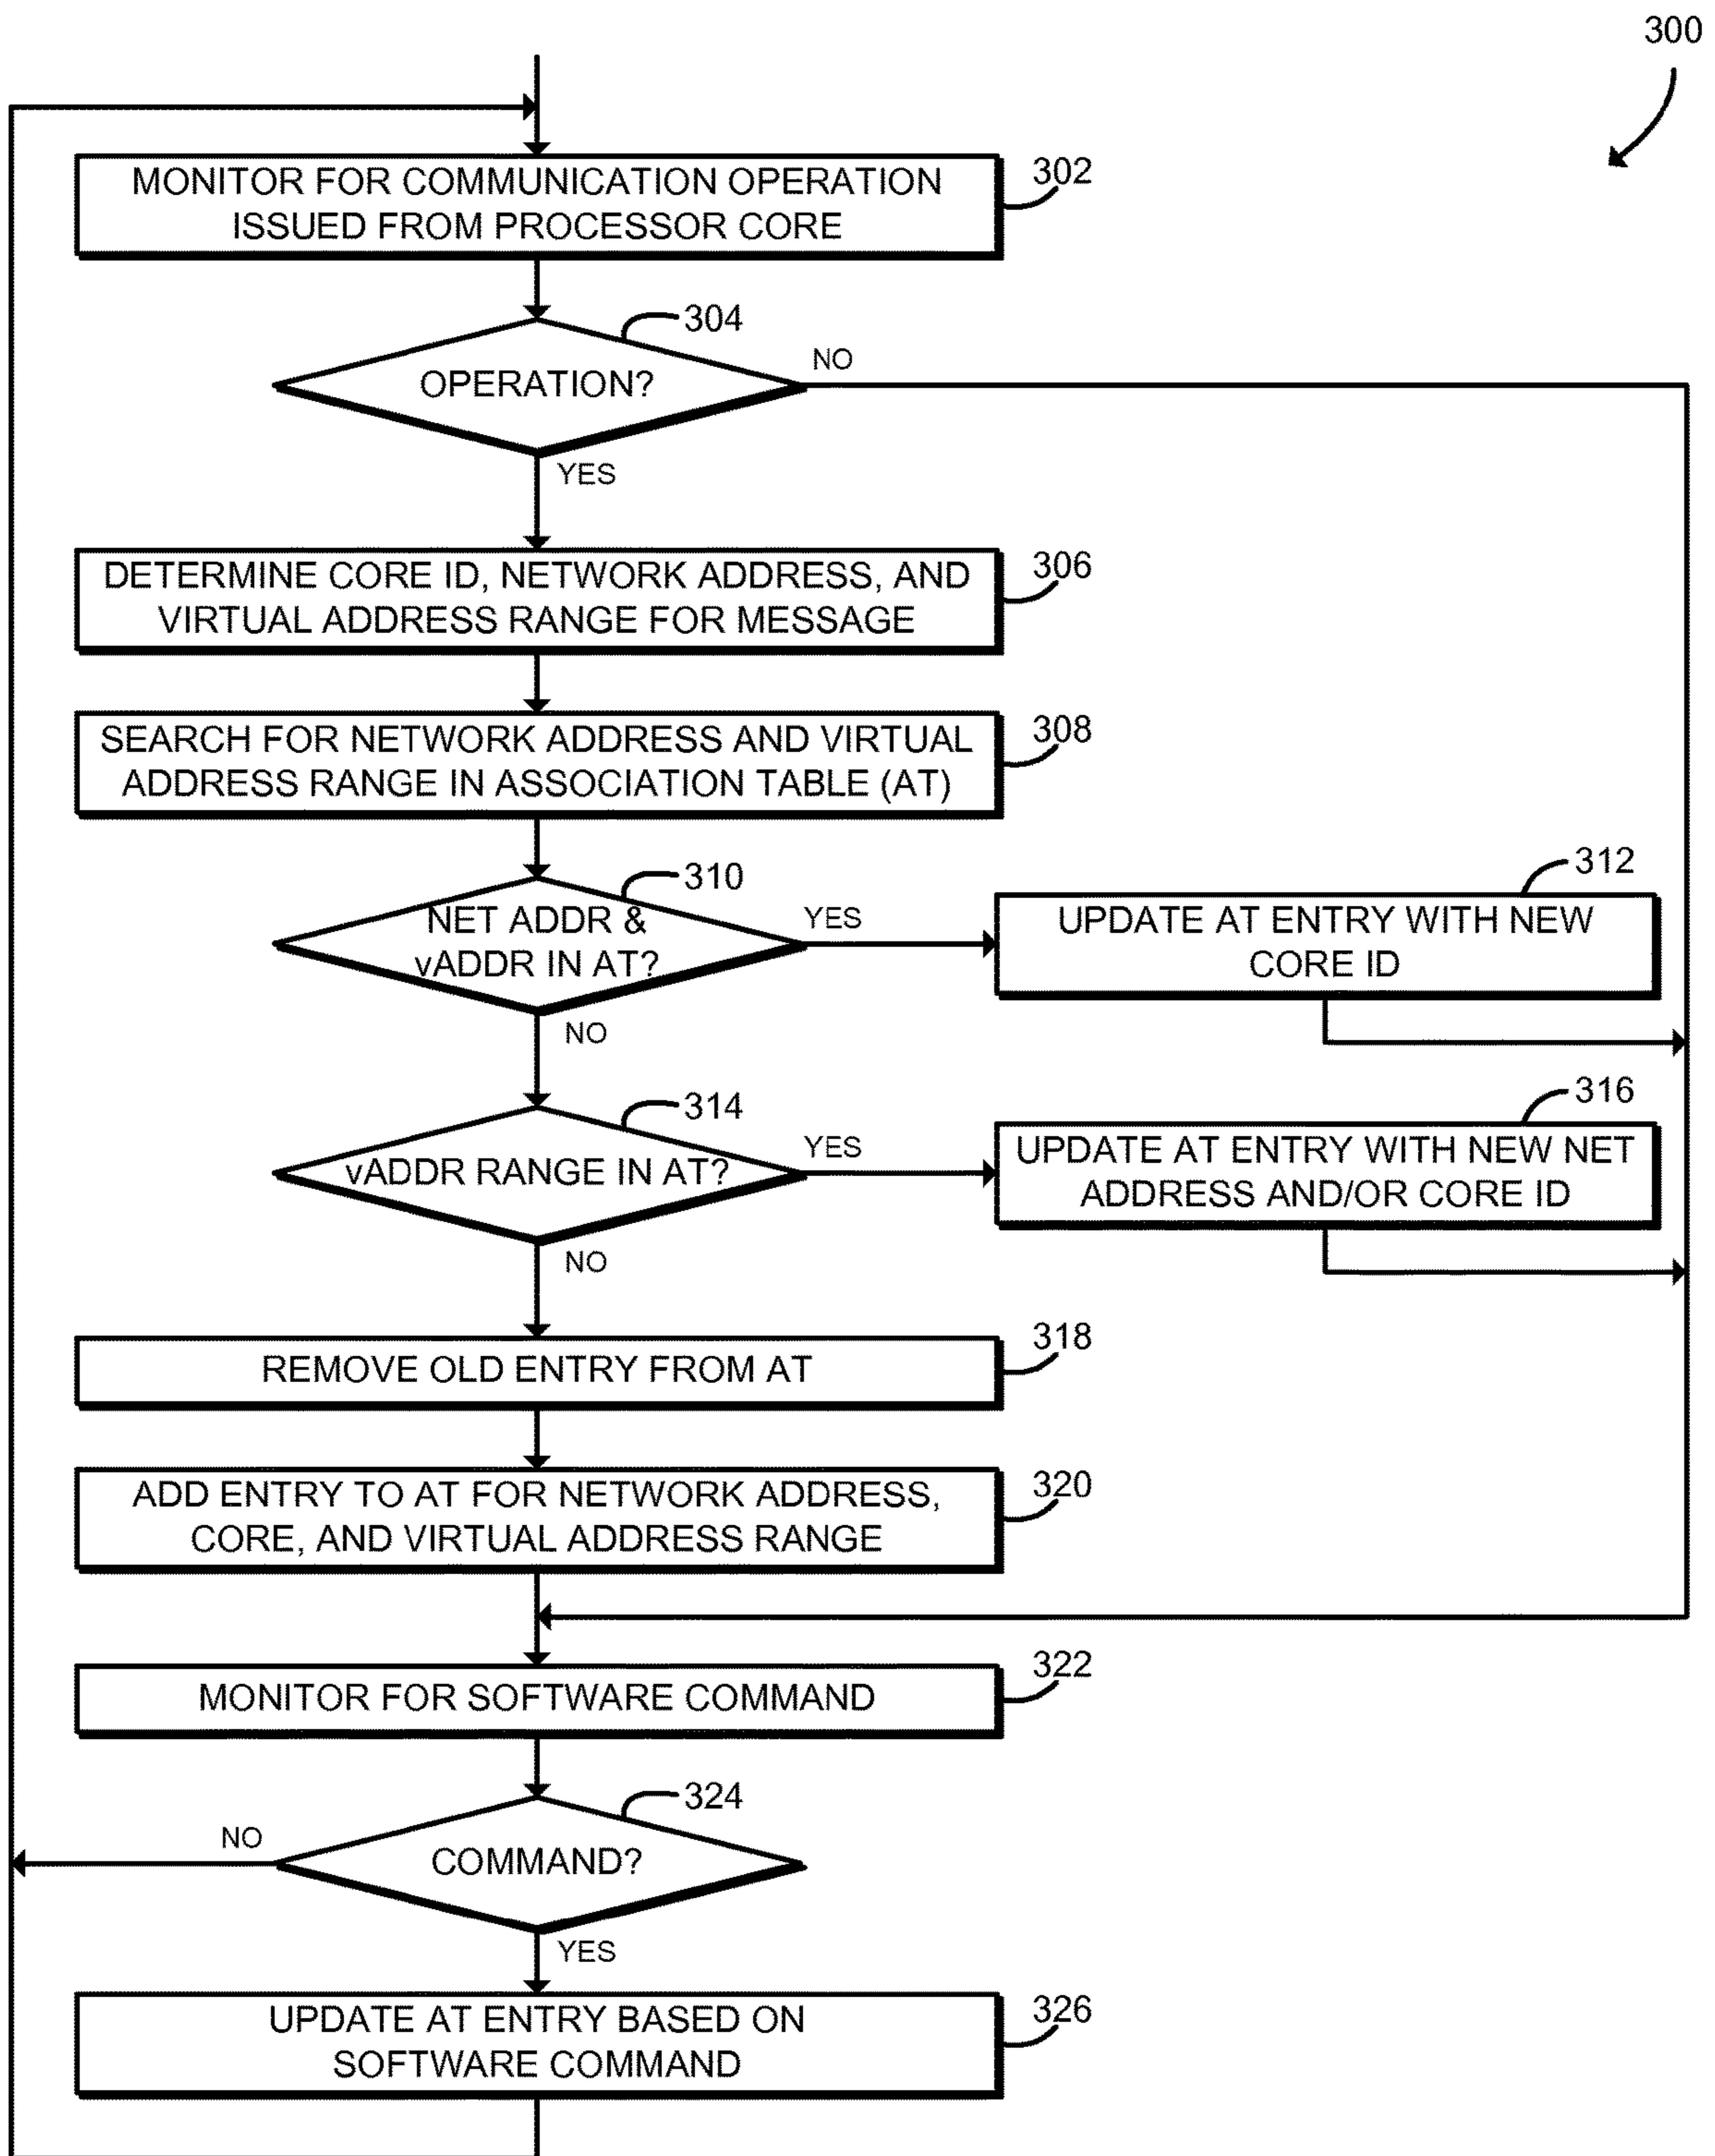 300
MONITOR FOR COMMUNICATION OPERATION
ISSUED FROM PROCESSOR CORE
302
304
OPERATION?
NO
YES
DETERMINE CORE ID, NETWORK ADDRESS, AND
VIRTUAL ADDRESS RANGE FOR MESSAGE
306
SEARCH FOR NETWORK ADDRESS AND VIRTUAL
ADDRESS RANGE IN ASSOCIATION TABLE (AT)
308
310
NET ADDR &
vADDR IN AT?
YES
NO
312
UPDATE AT ENTRY WITH NEW
CORE ID
314
vADDR RANGE IN AT?
YES
NO
316
UPDATE AT ENTRY WITH NEW NET
ADDRESS AND/OR CORE ID
REMOVE OLD ENTRY FROM AT
318
ADD ENTRY TO AT FOR NETWORK ADDRESS,
CORE, AND VIRTUAL ADDRESS RANGE
320
MONITOR FOR SOFTWARE COMMAND
322
324
COMMAND?
NO
YES
UPDATE AT ENTRY BASED ON
SOFTWARE COMMAND
326